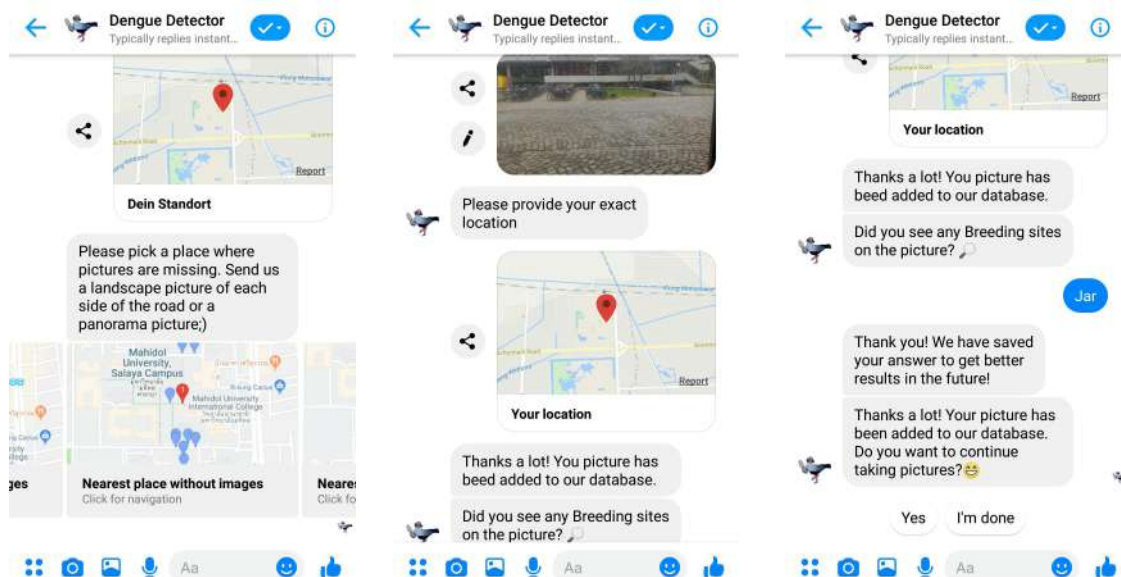 Dengue Detector
Typically replies instant...
Report
Dein Standort
Please pick a place where
pictures are missing. Send us
a landscape picture of each
side of the road or a
panorama picture;)
Mahidol
University,
Salaya Campus
Mahidol University
International College
Nearest place without images
Click for navigation
ges
Neares
Click fo
Aa
Dengue Detector
Typically replies instant...
Please provide your exact
location
Report
Your location
Thanks a lot! You picture has
beed added to our database.
Did you see any Breeding sites
on the picture? 🔎
Aa
Dengue Detector
Typically replies instant...
Report
Your location
Thanks a lot! You picture has
beed added to our database.
Did you see any Breeding sites
on the picture? 🔎
Jar
Thank you! We have saved
your answer to get better
results in the future!
Thanks a lot! Your picture has
been added to our database.
Do you want to continue
taking pictures?😄
Yes
I'm done
Aa